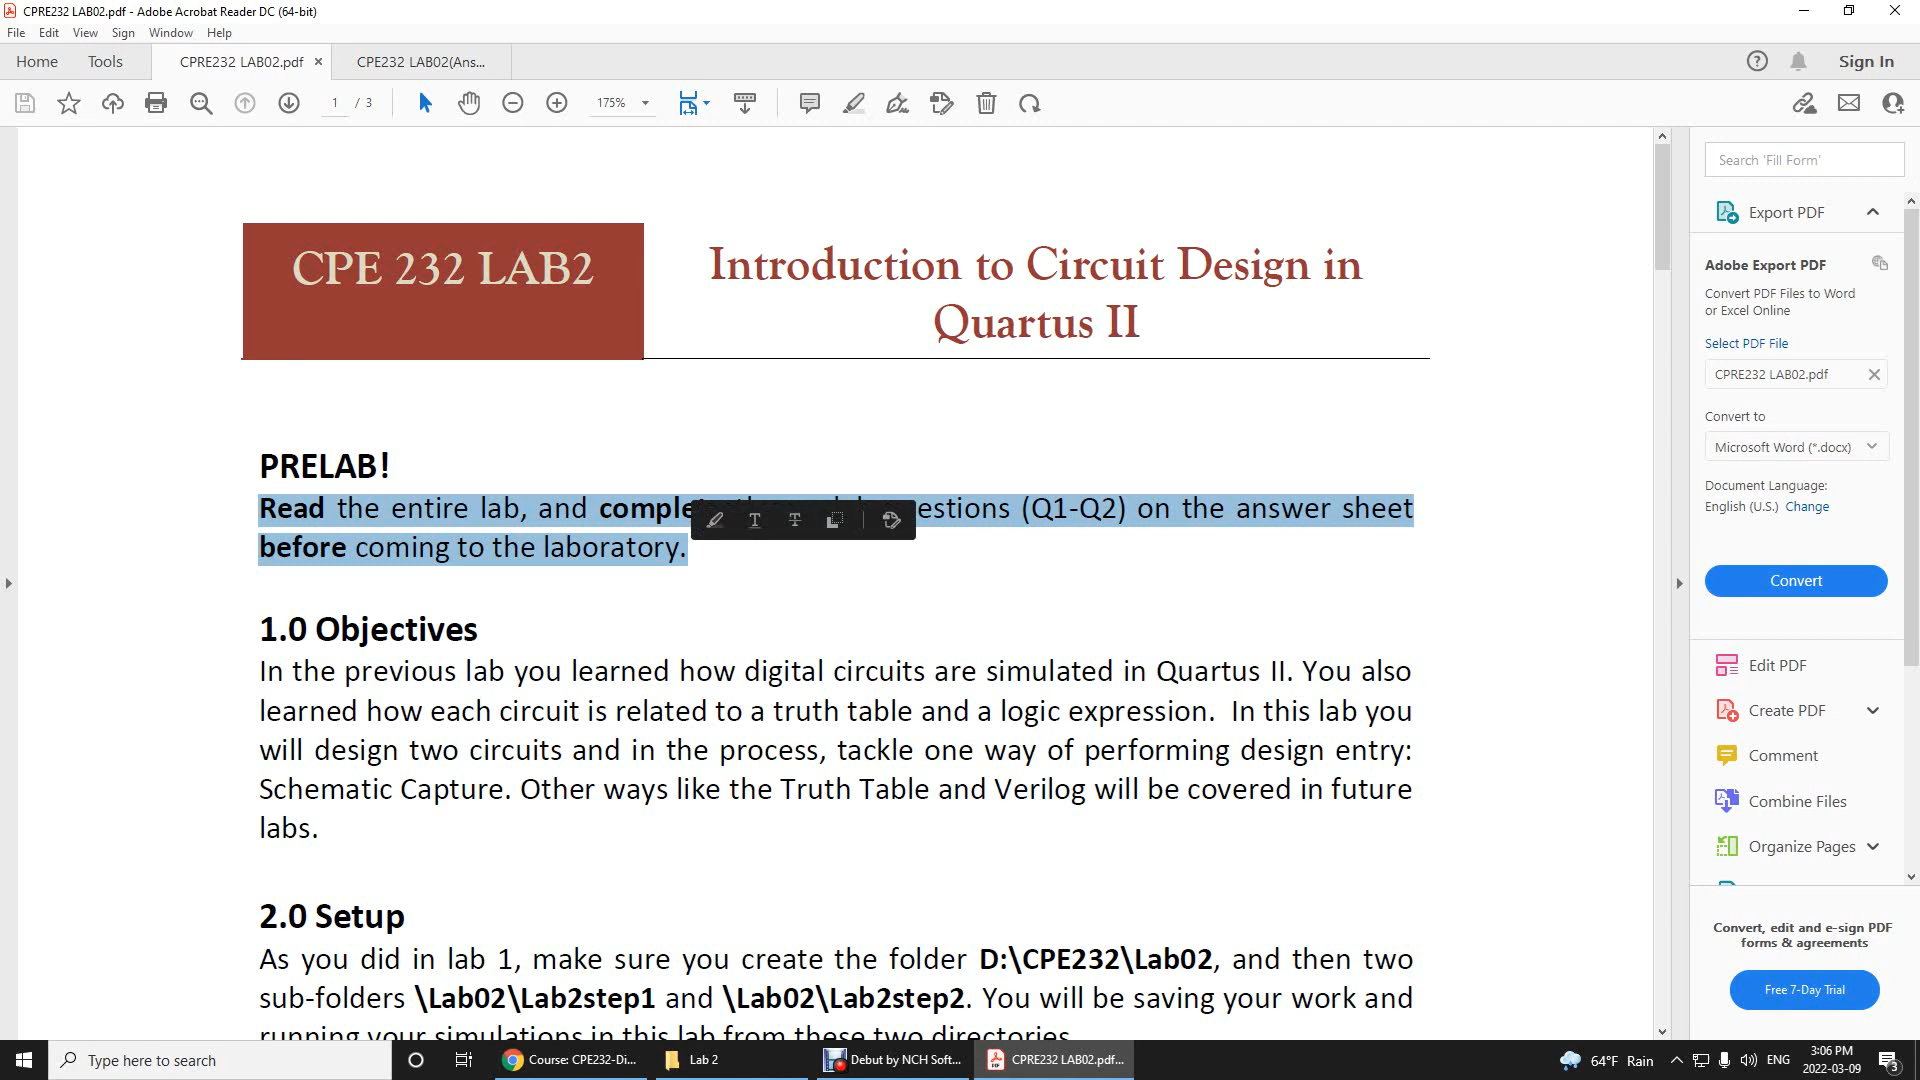 CPRE232 LAB02.pdf - Adobe Acrobat Reader DC (64-bit)
File Edit View Sign Window Help
Home Tools CPRE232 LAB02.pdf × CPE232 LAB02(Ans... Sign In
1 / 3 175%
CPE 232 LAB2
Introduction to Circuit Design in
Quartus II
PRELAB!
Read the entire lab, and comple estions (Q1-Q2) on the answer sheet
before coming to the laboratory.
1.0 Objectives
In the previous lab you learned how digital circuits are simulated in Quartus II. You also
learned how each circuit is related to a truth table and a logic expression. In this lab you
will design two circuits and in the process, tackle one way of performing design entry:
Schematic Capture. Other ways like the Truth Table and Verilog will be covered in future
labs.
2.0 Setup
As you did in lab 1, make sure you create the folder D:\CPE232\Lab02, and then two
sub-folders \Lab02\Lab2step1 and \Lab02\Lab2step2. You will be saving your work and
running your simulations in this lab from these two directories.
Search 'Fill Form'
Export PDF
Adobe Export PDF
Convert PDF Files to Word
or Excel Online
Select PDF File
CPRE232 LAB02.pdf
Convert to
Microsoft Word (*.docx)
Document Language:
English (U.S.) Change
Convert
Edit PDF
Create PDF
Comment
Combine Files
Organize Pages
Convert, edit and e-sign PDF
forms & agreements
Free 7-Day Trial
Type here to search
Course: CPE232-Di...
Lab 2
Debut by NCH Soft...
CPRE232 LAB02.pdf...
64°F Rain
ENG
3:06 PM
2022-03-09
3